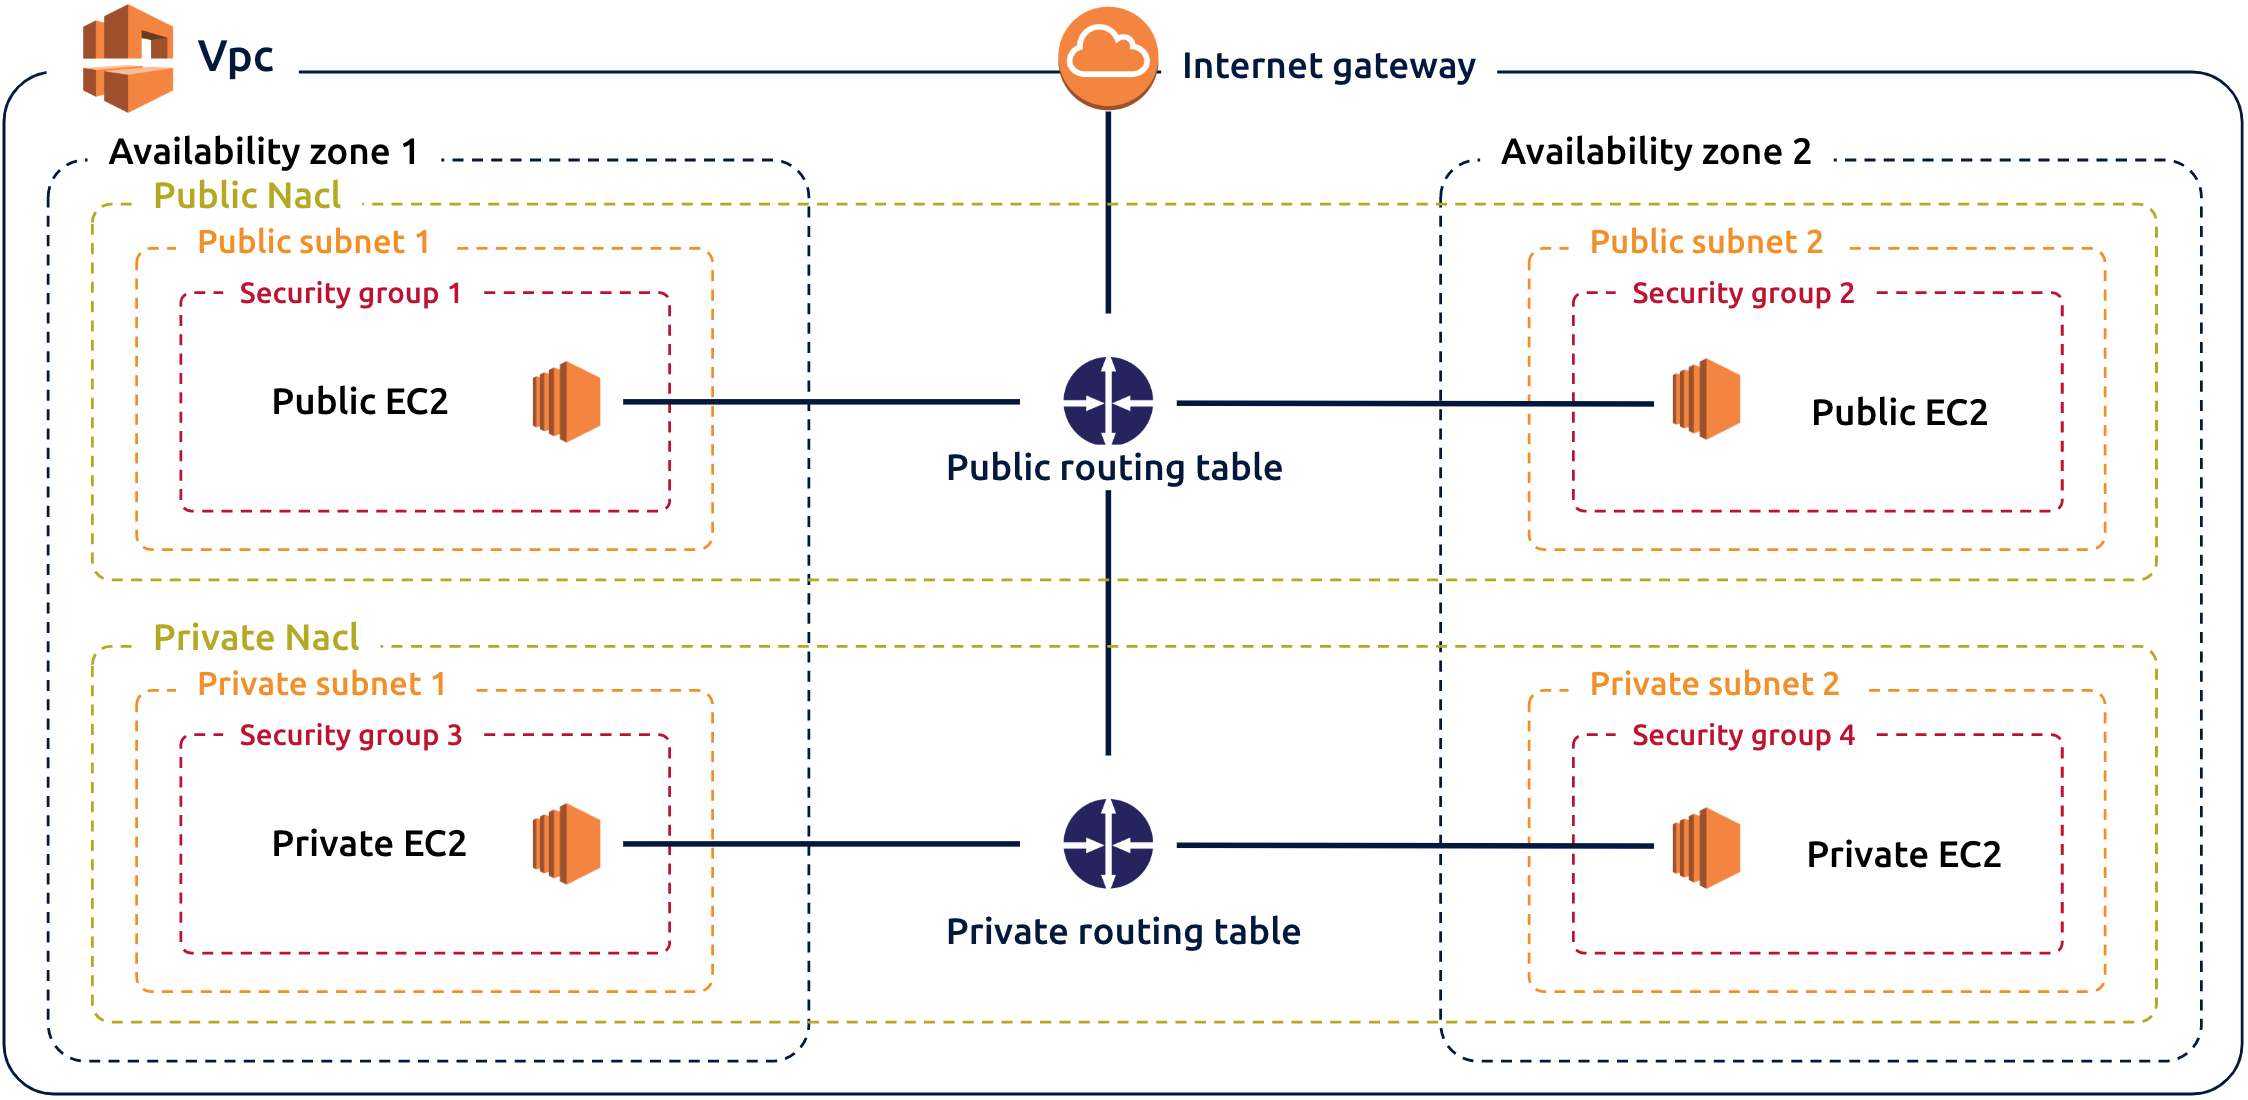 Vpc
Internet gateway
Availability zone 1
Availability zone 2
Public Nacl
Public subnet 1
Public subnet 2
Security group 1
Security group 2
Public EC2
Public EC2
Public routing table
Private Nacl
Private subnet 1
Private subnet 2
Security group 3
Security group 4
Private EC2
Private EC2
Private routing table